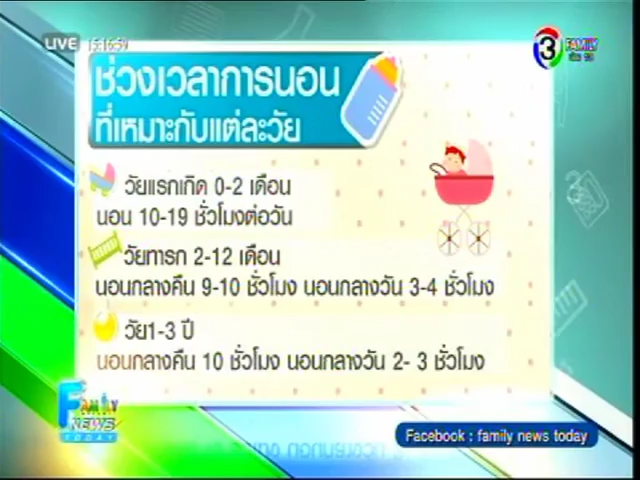 LIVE 15:16:59
3 FAMILY
ช่วงเวลาการนอน
ที่เหมาะกับแต่ละวัย
วัยแรกเกิด 0-2 เดือน
นอน 10-19 ชั่วโมงต่อวัน
วัยทารก 2-12 เดือน
นอนกลางคืน 9-10 ชั่วโมง นอนกลางวัน 3-4 ชั่วโมง
วัย1-3 ปี
นอนกลางคืน 10 ชั่วโมง นอนกลางวัน 2- 3 ชั่วโมง
FAMILY
NEWS
TODAY
Facebook : family news today